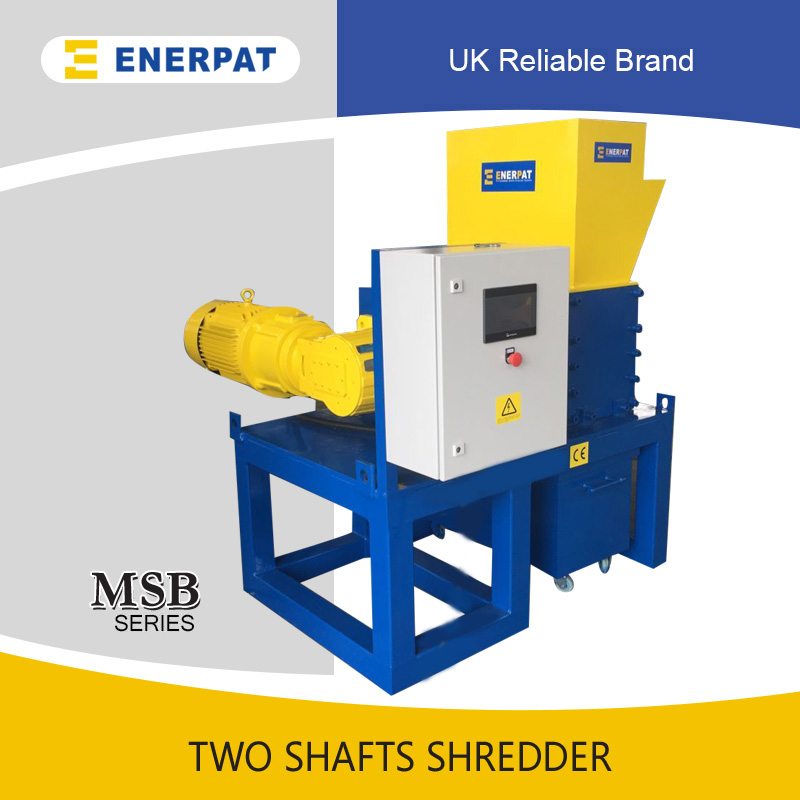 ENERPAT
UK Reliable Brand
ENERPAT
ENERPAT
CE
MSB
SERIES
TWO SHAFTS SHREDDER